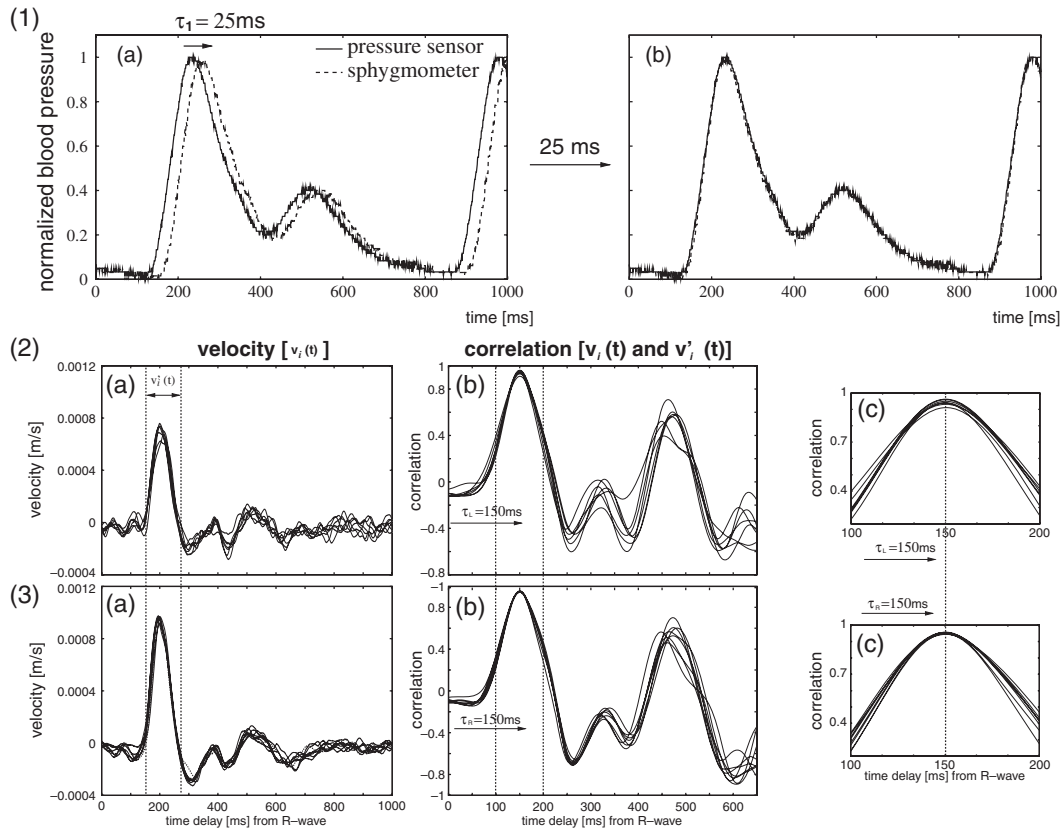 (1)
τ1 = 25ms
(a)
pressure sensor
sphygmometer
normalized blood pressure
1
0.8
0.6
0.4
0.2
0
0 200 400 600 800 1000
time [ms]
25 ms
(b)
0 200 400 600 800 1000
time [ms]
(2)
velocity [ vi (t) ]
(a)
v'i (t)
velocity [m/s]
0.0012
0.0008
0.0004
0
−0.0004
correlation [vi (t) and v'i (t)]
(b)
correlation
1
0.4
0
−0.4
−0.8
τL=150ms
(c)
correlation
1
0.7
0.4
100 150 200
τL=150ms
(3)
(a)
velocity [m/s]
0.0012
0.0008
0.0004
0
−0.0004
0 200 400 600 800 1000
time delay [ms] from R−wave
(b)
correlation
−1
0.4
0
−0.4
−0.8
−1
τR=150ms
0 100 200 300 400 500 600
time delay [ms] from R−wave
τR=150ms
(c)
correlation
1
0.7
0.4
100 150 200
time delay [ms] from R−wave